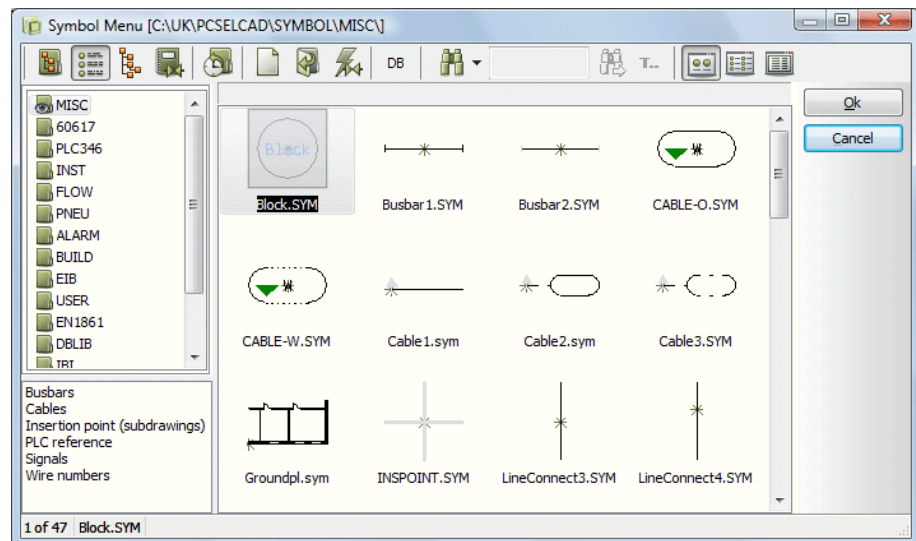 Symbol Menu [C:\UK\PCSELCAD\SYMBOL\MISC\]
DB
T..
MISC
60617
PLC346
INST
FLOW
PNEU
ALARM
BUILD
EIB
USER
EN1861
DBLIB
Busbars
Cables
Insertion point (subdrawings)
PLC reference
Signals
Wire numbers
Block
Block.SYM
Busbar1.SYM
Busbar2.SYM
CABLE-O.SYM
CABLE-W.SYM
Cable1.sym
Cable2.sym
Cable3.SYM
Groundpl.sym
INSPOINT.SYM
LineConnect3.SYM
LineConnect4.SYM
Ok
Cancel
1 of 47 Block.SYM